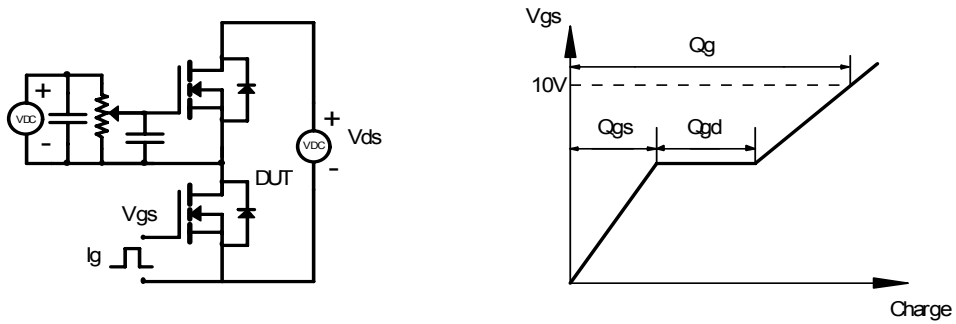 +
VDC
-
+
VDC
-
Vds
DUT
Vgs
Ig
Vgs
Qg
10V
Qgs
Qgd
Charge